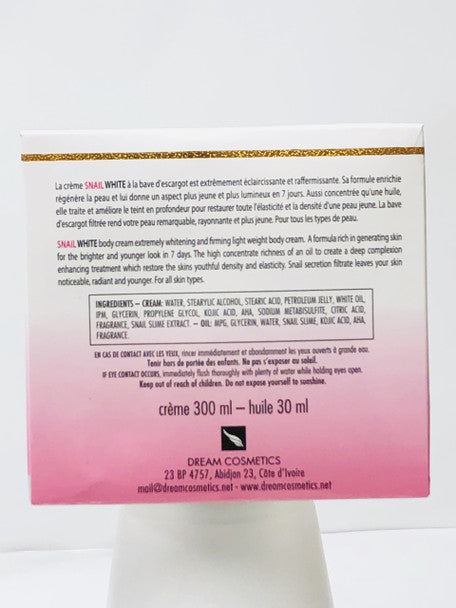 La crème SNAIL WHITE à la bave d'escargot est extrêmement éclaircissante et raffermissante. Sa formule enrichie
régénère la peau et lui donne un aspect plus jeune et plus lumineux en 7 jours. Aussi concentrée qu'une huile,
elle traite et améliore le teint en profondeur pour restaurer toute l'élasticité et la densité d'une peau jeune. La bave
d'escargot filtrée rend votre peau remarquable, rayonnante et plus jeune. Pour tous les types de peau.
SNAIL WHITE body cream extremely whitening and firming light weight body cream. A formula rich in generating skin
for the brighter and younger look in 7 days. The high concentrate richness of an oil to create a deep complexion
enhancing treatment which restore the skins youthful density and elasticity. Snail secretion filtrate leaves your skin
noticeable, radiant and younger. For all skin types.
INGREDIENTS – CREAM: WATER, STEARYLIC ALCOHOL, STEARIC ACID, PETROLEUM JELLY, WHITE OIL,
IPM, GLYCERIN, PROPYLENE GLYCOL, KOJIC ACID, AHA, SODIUM METABISULFITE, CITRIC ACID,
FRAGRANCE, SNAIL SLIME EXTRACT. – OIL: MPG, GLYCERIN, WATER, SNAIL SLIME, KOJIC ACID, AHA,
FRAGRANCE.
EN CAS DE CONTACT AVEC LES YEUX, rincer immédiatement et abondamment les yeux ouverts à grande eau.
Tenir hors de portée des enfants. Ne pas s'exposer au soleil.
IF EYE CONTACT OCCURS, immediately flush thoroughly with plenty of water while holding eyes open.
Keep out of reach of children. Do not expose yourself to sunshine.
crème 300 ml – huile 30 ml
DREAM COSMETICS
23 BP 4757, Abidjan 23, Côte d'Ivoire
mail@dreamcosmetics.net - www.dreamcosmetics.net